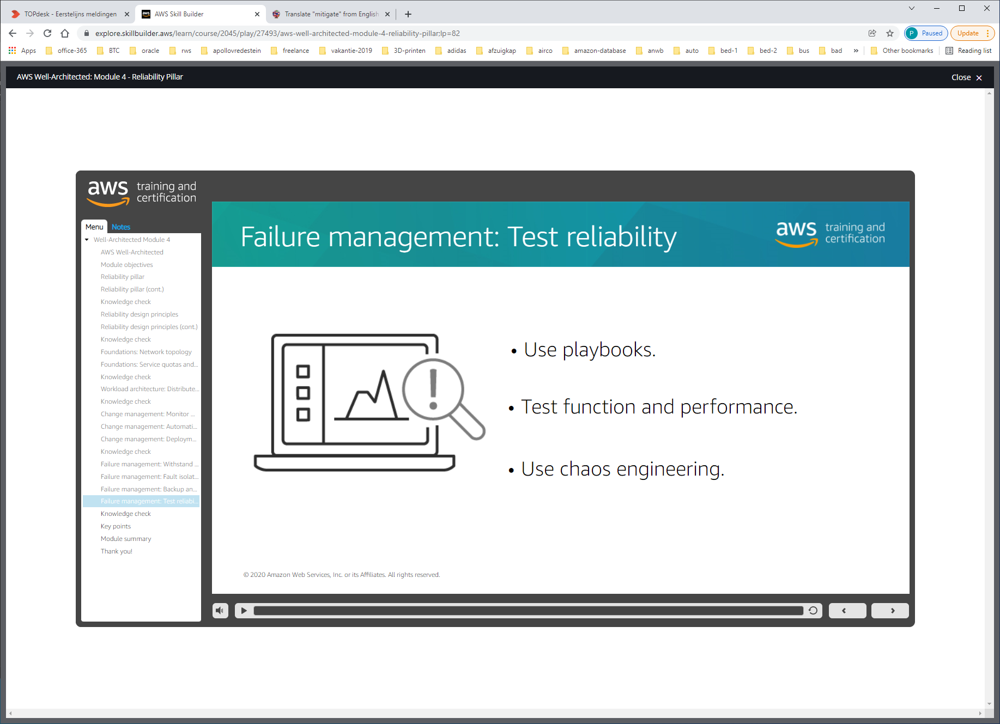 TOPdesk - Eerstelijns meldingen
AWS Skill Builder
Translate "mitigate" from English
explore.skillbuilder.aws/learn/course/2045/play/27493/aws-well-architected-module-4-reliability-pillar;lp=82
P Paused
Update
Apps office-365 BTC oracle rws apollovredestein freelance vakantie-2019 3D-printen adidas afzuigkap airco amazon-database anwb auto bed-1 bed-2 bus bad » Other bookmarks Reading list
AWS Well-Architected: Module 4 - Reliability Pillar
Close
aws training and certification
Menu Notes
Well-Architected Module 4
AWS Well-Architected
Module objectives
Reliability pillar
Reliability pillar (cont.)
Knowledge check
Reliability design principles
Reliability design principles (cont.)
Knowledge check
Foundations: Network topology
Foundations: Service quotas and...
Knowledge check
Workload architecture: Distribute...
Knowledge check
Change management: Monitor ...
Change management: Automati...
Change management: Deploym...
Knowledge check
Failure management: Withstand ...
Failure management: Fault isolat...
Failure management: Backup an...
Failure management: Test reliabi...
Knowledge check
Key points
Module summary
Thank you!
Failure management: Test reliability
aws training and certification
• Use playbooks.
• Test function and performance.
• Use chaos engineering.
© 2020 Amazon Web Services, Inc. or its Affiliates. All rights reserved.